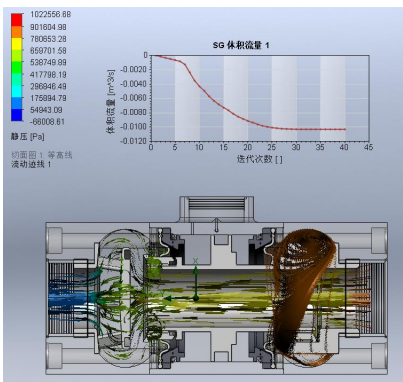 1022556.68
901604.98
780653.28
659701.58
538749.89
417798.19
296846.49
175894.79
54943.09
-66008.61
静压 [Pa]
切面图 1: 等高线
流动迹线 1
SG 体积流量 1
体积流量 [m^3/s]
0
-0.0020
-0.0040
-0.0060
-0.0080
-0.0100
-0.0120
0 5 10 15 20 25 30 35 40 45
迭代次数 [ ]
X